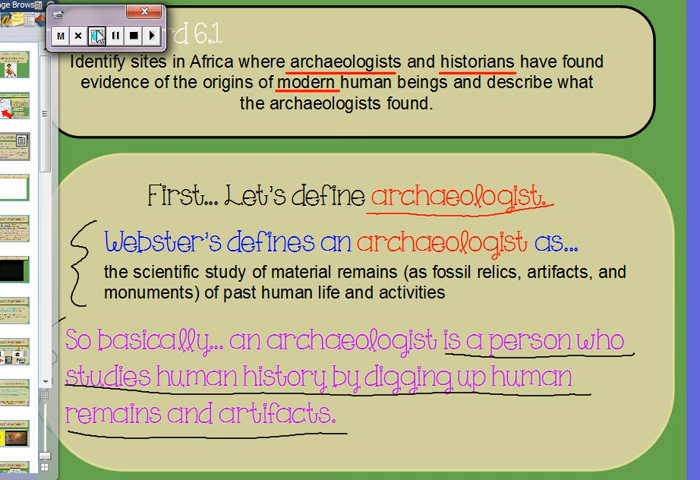 age Brows
M
rd 6.1
Identify sites in Africa where archaeologists and historians have found
evidence of the origins of modern human beings and describe what
the archaeologists found.
First... Let's define archaeologist.
Webster's defines an archaeologist as...
the scientific study of material remains (as fossil relics, artifacts, and
monuments) of past human life and activities
So basically... an archaeologist is a person who
studies human history by digging up human
remains and artifacts.